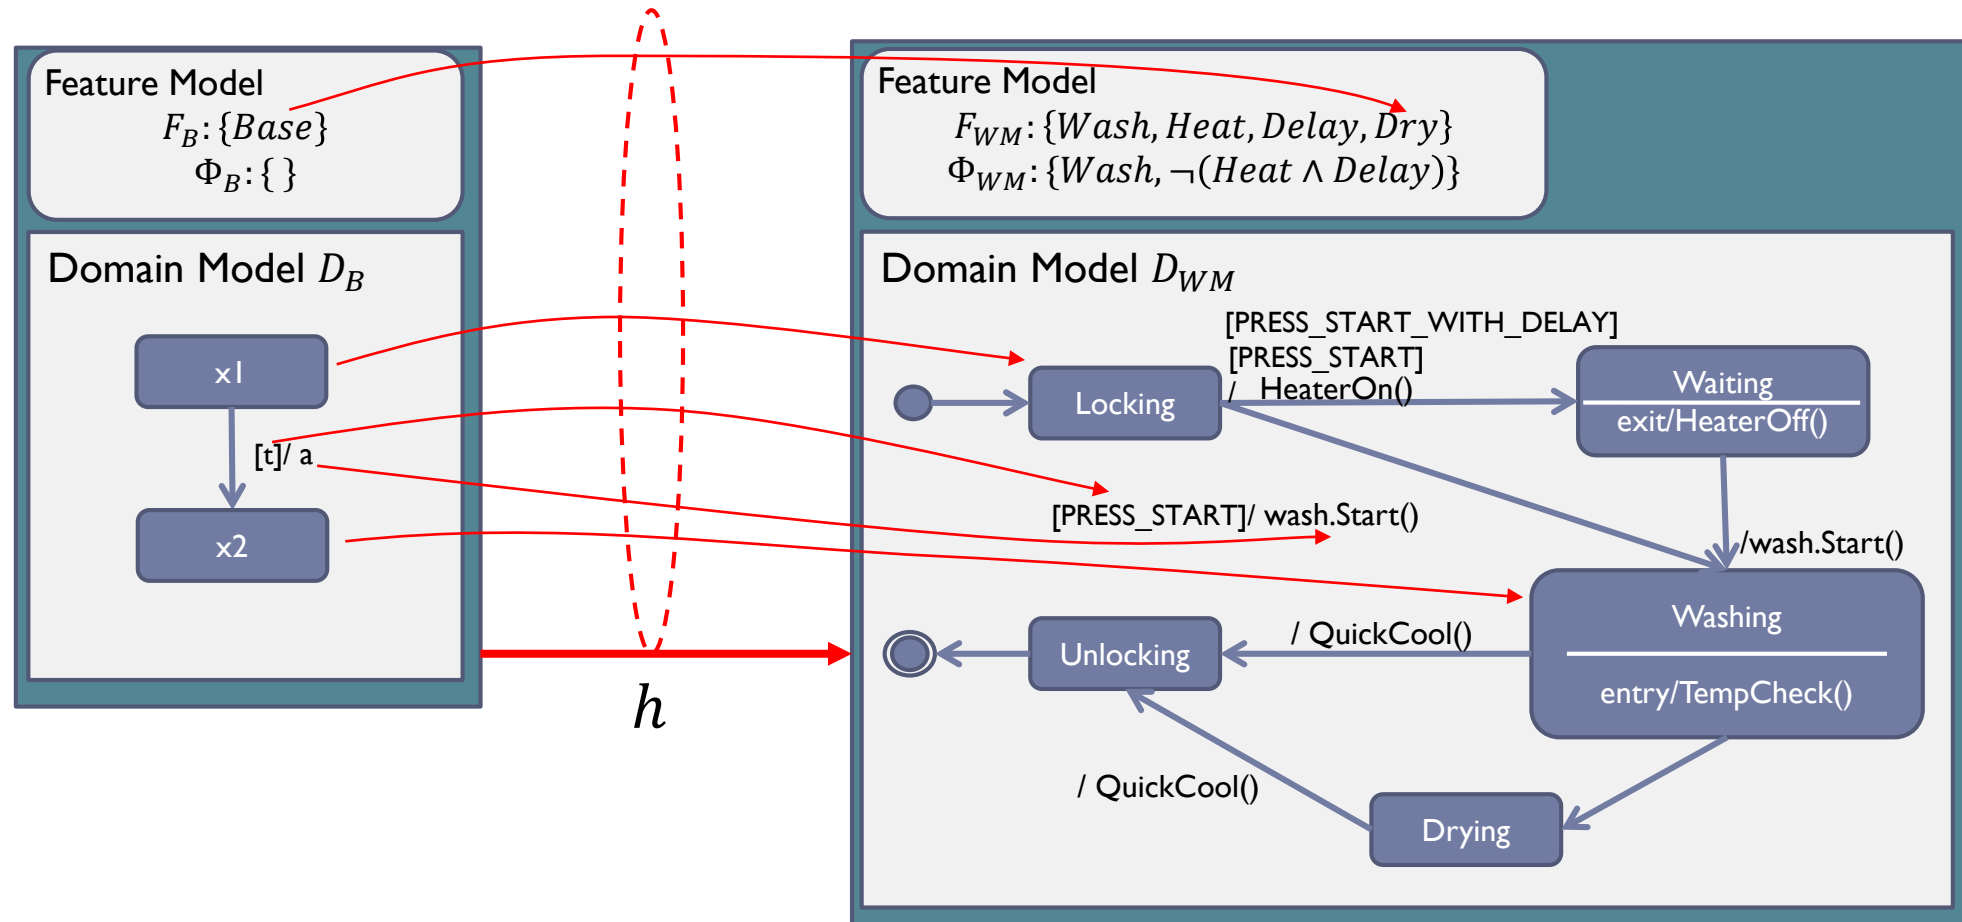 Feature Model
F_B: {Base}
Φ_B: { }
Domain Model D_B
x1
[t]/ a
x2
h
Feature Model
F_WM: {Wash, Heat, Delay, Dry}
Φ_WM: {Wash, ¬(Heat ∧ Delay)}
Domain Model D_WM
[PRESS_START_WITH_DELAY]
[PRESS_START]
/ HeaterOn()
Locking
Waiting
exit/HeaterOff()
[PRESS_START]/ wash.Start()
/wash.Start()
Washing
entry/TempCheck()
/ QuickCool()
Unlocking
/ QuickCool()
Drying